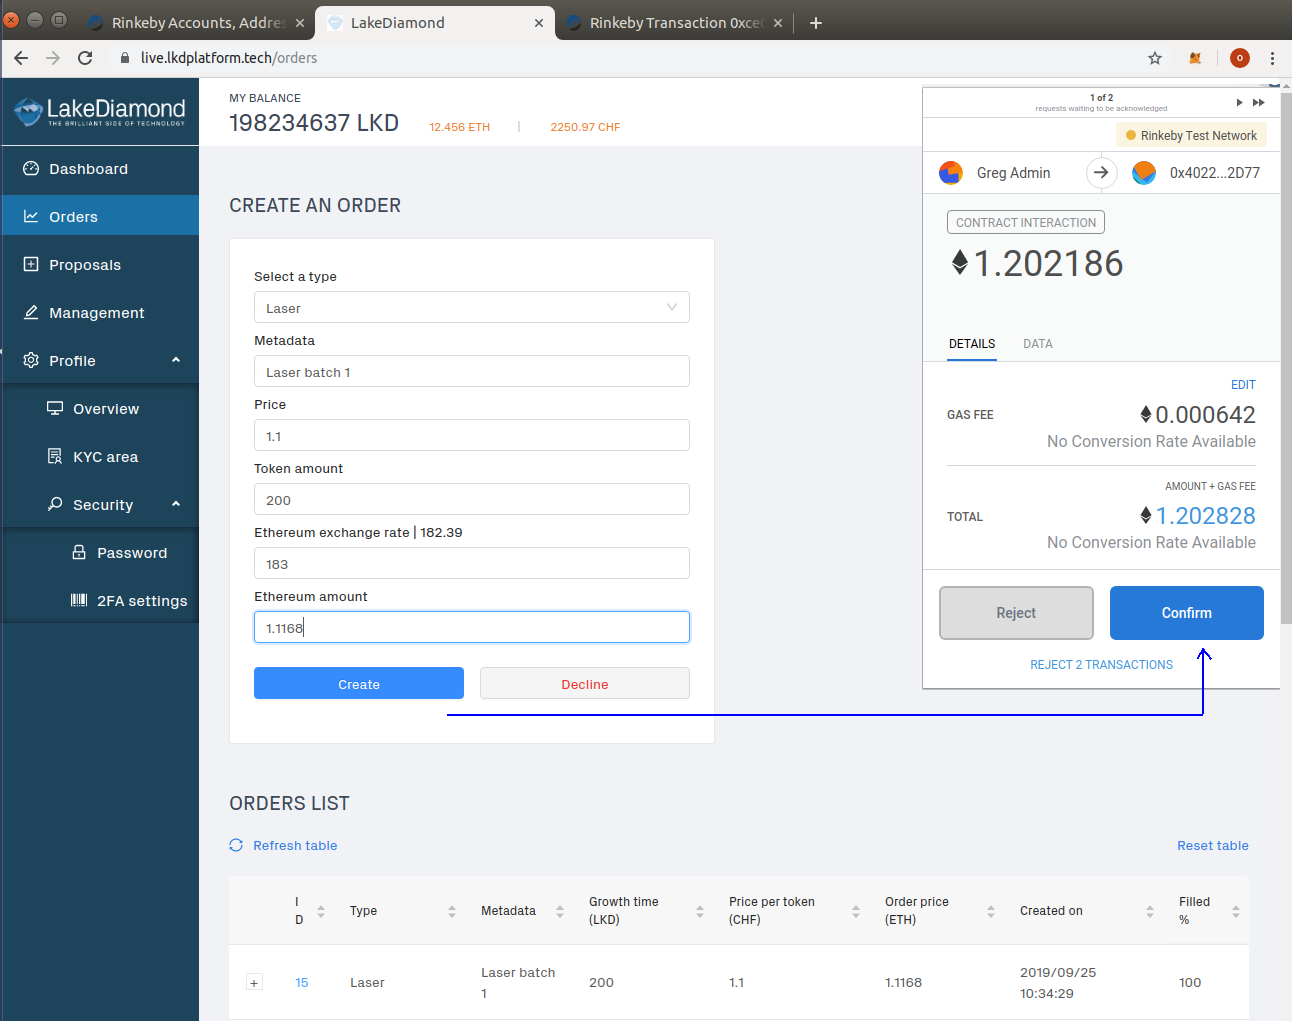 Rinkeby Accounts, Addres
LakeDiamond
Rinkeby Transaction 0xce
live.lkdplatform.tech/orders
O
LakeDiamond
THE BRILLIANT SIDE OF TECHNOLOGY
Dashboard
Orders
Proposals
Management
Profile
Overview
KYC area
Security
Password
2FA settings
MY BALANCE
198234637 LKD
12.456 ETH | 2250.97 CHF
CREATE AN ORDER
Select a type
Laser
Metadata
Laser batch 1
Price
1.1
Token amount
200
Ethereum exchange rate | 182.39
183
Ethereum amount
1.1168
Create
Decline
1 of 2
requests waiting to be acknowledged
Rinkeby Test Network
Greg Admin
0x4022...2D77
CONTRACT INTERACTION
1.202186
DETAILS
DATA
EDIT
GAS FEE
0.000642
No Conversion Rate Available
AMOUNT + GAS FEE
TOTAL
1.202828
No Conversion Rate Available
Reject
Confirm
REJECT 2 TRANSACTIONS
ORDERS LIST
Refresh table
Reset table
ID
Type
Metadata
Growth time
(LKD)
Price per token
(CHF)
Order price
(ETH)
Created on
Filled
%
15
Laser
Laser batch
1
200
1.1
1.1168
2019/09/25
10:34:29
100